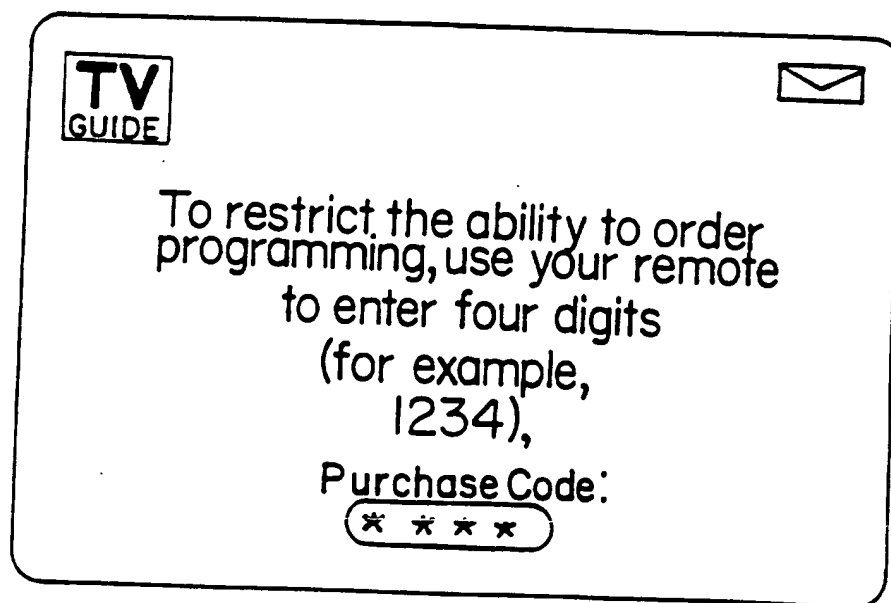 TV
GUIDE
To restrict the ability to order
programming, use your remote
to enter four digits
(for example,
1234),
Purchase Code:
* * * *